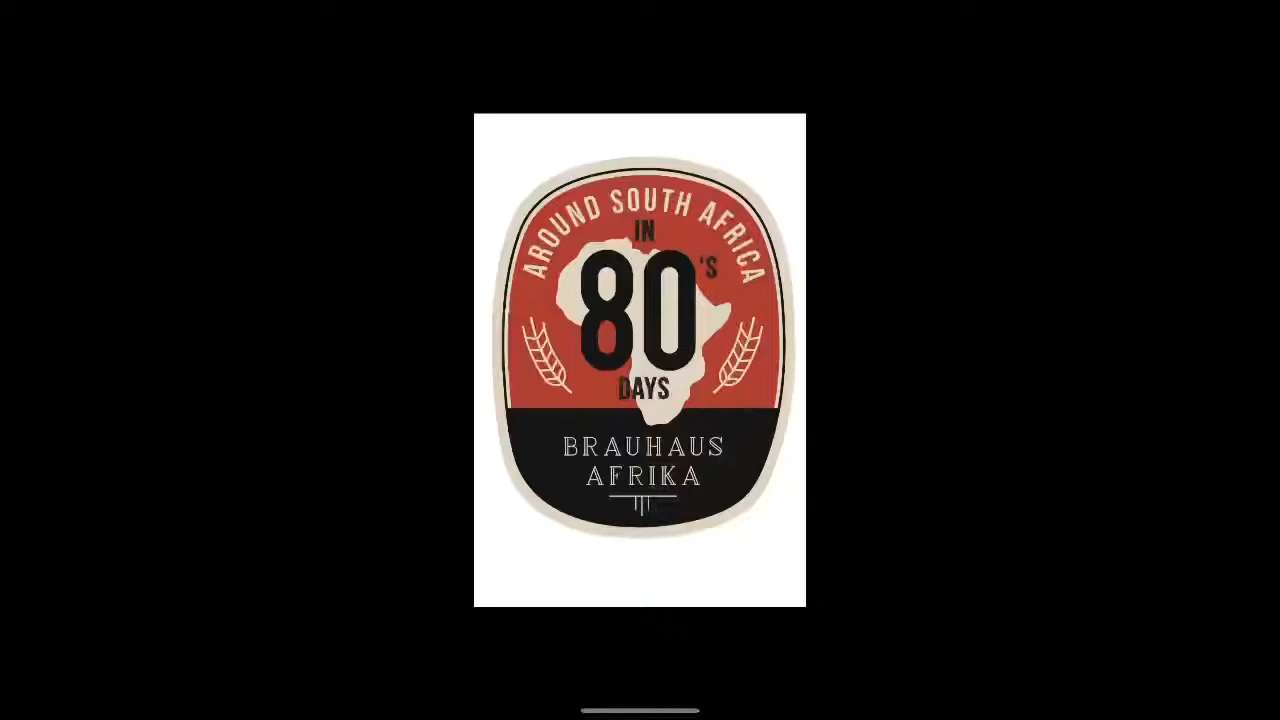 AROUND SOUTH AFRICA
IN
80'S
DAYS
BRAUHAUS
AFRIKA